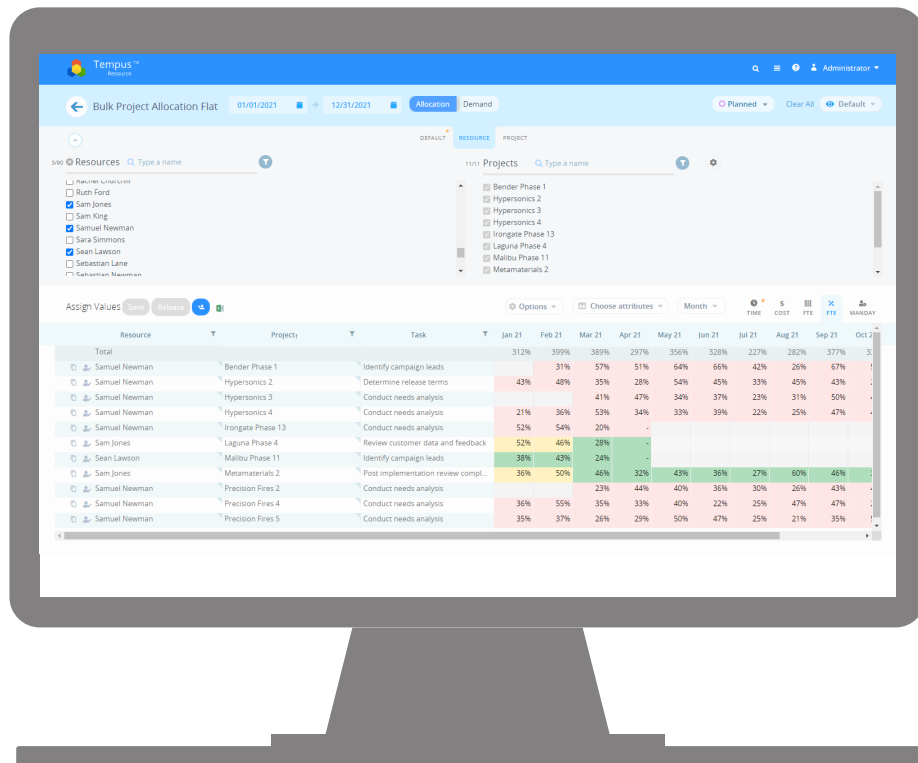 Tempus™
Resource
Administrator
Bulk Project Allocation Flat 01/01/2021 12/31/2021 Allocation Demand Planned Clear All Default
DEFAULT * RESOURCE PROJECT
3/90 Resources Type a name
Rachel Churchill
Ruth Ford
Sam Jones
Sam King
Samuel Newman
Sara Simmons
Sean Lawson
Sebastian Lane
Sebastian Newman
11/11 Projects Type a name
Bender Phase 1
Hypersonics 2
Hypersonics 3
Hypersonics 4
Irongate Phase 13
Laguna Phase 4
Malibu Phase 11
Metamaterials 2
Assign Values Save Release Options Choose attributes Month TIME * COST FTE FTE MANDAY
Resource Project Task Jan 21 Feb 21 Mar 21 Apr 21 May 21 Jun 21 Jul 21 Aug 21 Sep 21 Oct
Total 312% 399% 389% 297% 356% 328% 227% 282% 377%
Samuel Newman Bender Phase 1 Identify campaign leads 31% 57% 51% 64% 66% 42% 26% 67%
Samuel Newman Hypersonics 2 Determine release terms 43% 48% 35% 28% 54% 45% 33% 45% 43%
Samuel Newman Hypersonics 3 Conduct needs analysis 41% 47% 34% 37% 23% 31% 50%
Samuel Newman Hypersonics 4 Conduct needs analysis 21% 36% 53% 34% 33% 39% 22% 25% 47%
Samuel Newman Irongate Phase 13 Conduct needs analysis 52% 54% 20% -
Sam Jones Laguna Phase 4 Review customer data and feedback 52% 46% 28% -
Sean Lawson Malibu Phase 11 Identify campaign leads 38% 43% 24% -
Sam Jones Metamaterials 2 Post implementation review compl... 36% 50% 46% 32% 43% 36% 27% 60% 46%
Samuel Newman Precision Fires 2 Conduct needs analysis 23% 44% 40% 36% 30% 26% 43%
Samuel Newman Precision Fires 4 Conduct needs analysis 36% 55% 35% 33% 40% 22% 25% 47% 47%
Samuel Newman Precision Fires 5 Conduct needs analysis 35% 37% 26% 29% 50% 47% 25% 21% 35%